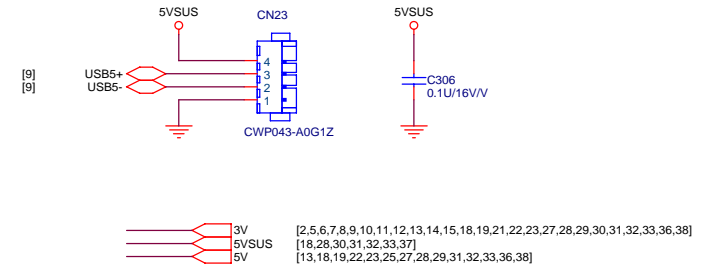 5VSUS
CN23
5VSUS
4
[9] USB5+ 3
[9] USB5- 2
1
C306
0.1U/16V/V
CWP043-A0G1Z
3V [2,5,6,7,8,9,10,11,12,13,14,15,18,19,21,22,23,27,28,29,30,31,32,33,36,38]
5VSUS [18,28,30,31,32,33,37]
5V [13,18,19,22,23,25,27,28,29,31,32,33,36,38]